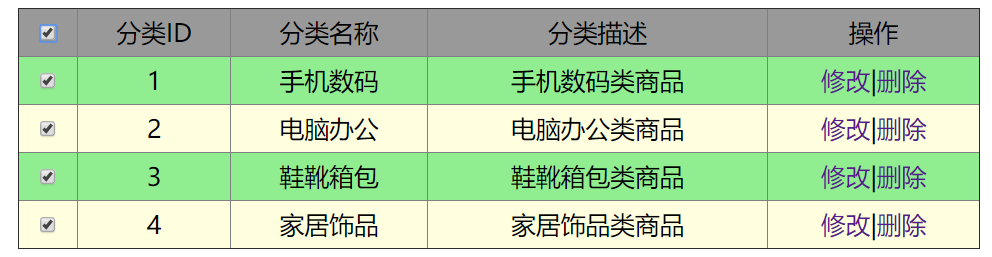 分类ID 分类名称 分类描述 操作
1 手机数码 手机数码类商品 修改|删除
2 电脑办公 电脑办公类商品 修改|删除
3 鞋靴箱包 鞋靴箱包类商品 修改|删除
4 家居饰品 家居饰品类商品 修改|删除